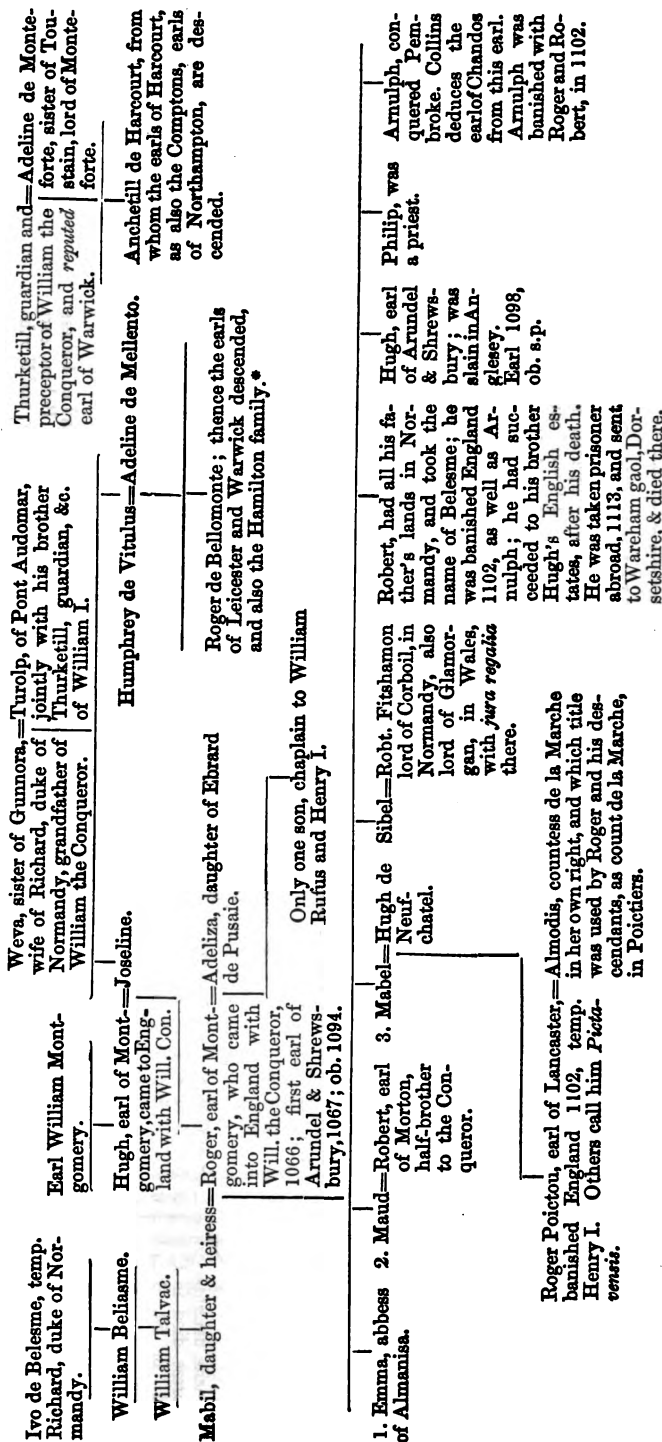 Ivo de Belesme, temp.
Richard, duke of Nor-
mandy.
Earl William Mont-
gomery.
Weva, sister of Gunnora,=Turolp, of Pont Audomar,
wife of Richard, duke of jointly with his brother
Normandy, grandfather of Thurketill, guardian, &c.
William the Conqueror. of William I.
Thurketill, guardian and=Adeline de Monte-
preceptor of William the forte, sister of Tou-
Conqueror, and reputed stain, lord of Monte-
earl of Warwick. forte.
William Beliasme.
Hugh, earl of Mont-=Joseline.
gomery, came to Eng-
land with Will. Con.
Humphrey de Vitulus=Adeline de Mellento.
Anchetill de Harcourt, from
whom the earls of Harcourt,
as also the Comptons, earls
of Northampton, are des-
cended.
William Talvac.
Mabil, daughter & heiress=Roger, earl of Mont-=Adeliza, daughter of Ebrard
gomery, who came de Pusaie.
into England with
Will. the Conqueror,
1066; first earl of
Arundel & Shrews-
bury, 1067; ob. 1094.
Roger de Bellomonte; thence the earls
of Leicester and Warwick descended,
and also the Hamilton family.*
Only one son, chaplain to William
Rufus and Henry I.
1. Emma, abbess
of Almanisa.
2. Maud=Robert, earl
of Morton,
half-brother
to the Con-
queror.
3. Mabel=Hugh de
Neuf-
chatel.
Sibel=Robt. Fitshamon
lord of Corboil, in
Normandy, also
lord of Glamor-
gan, in Wales,
with jura regalia
there.
Robert, had all his fa-
ther's lands in Nor-
mandy, and took the
name of Belesme; he
was banished England
1102, as well as Ar-
nulph; he had suc-
ceeded to his brother
Hugh's English es-
tates, after his death.
He was taken prisoner
abroad, 1113, and sent
to Wareham gaol, Dor-
setshire, & died there.
Hugh, earl
of Arundel
& Shrews-
bury; was
slain in An-
glesey.
Earl 1098,
ob. s.p.
Philip, was
a priest.
Arnulph, con-
quered Pem-
broke. Collins
deduces the
earl of Chandos
from this earl.
Arnulph was
banished with
Roger and Ro-
bert, in 1102.
Roger Poictou, earl of Lancaster,=Almodis, countess de la Marche
banished England 1102, temp. in her own right, and which title
Henry I. Others call him Picta- was used by Roger and his des-
vensis. cendants, as count de la Marche,
in Poictiers.